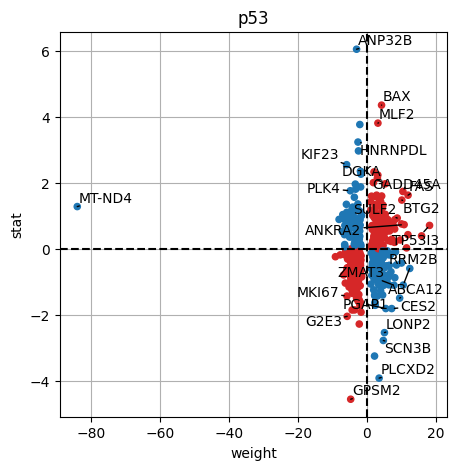 p53
ANP32B
BAX
MLF2
HNRNPDL
KIF23
DGKA
GADD45A
PLK4
FAS
MT-ND4
SULF2
BTG2
ANKRA2
TP53I3
RRM2B
ZMAT3
MKI67
ABCA12
PGAP1
CES2
G2E3
LONP2
SCN3B
PLCXD2
GPSM2
6
4
2
0
−2
−4
stat
−80
−60
−40
−20
0
20
weight